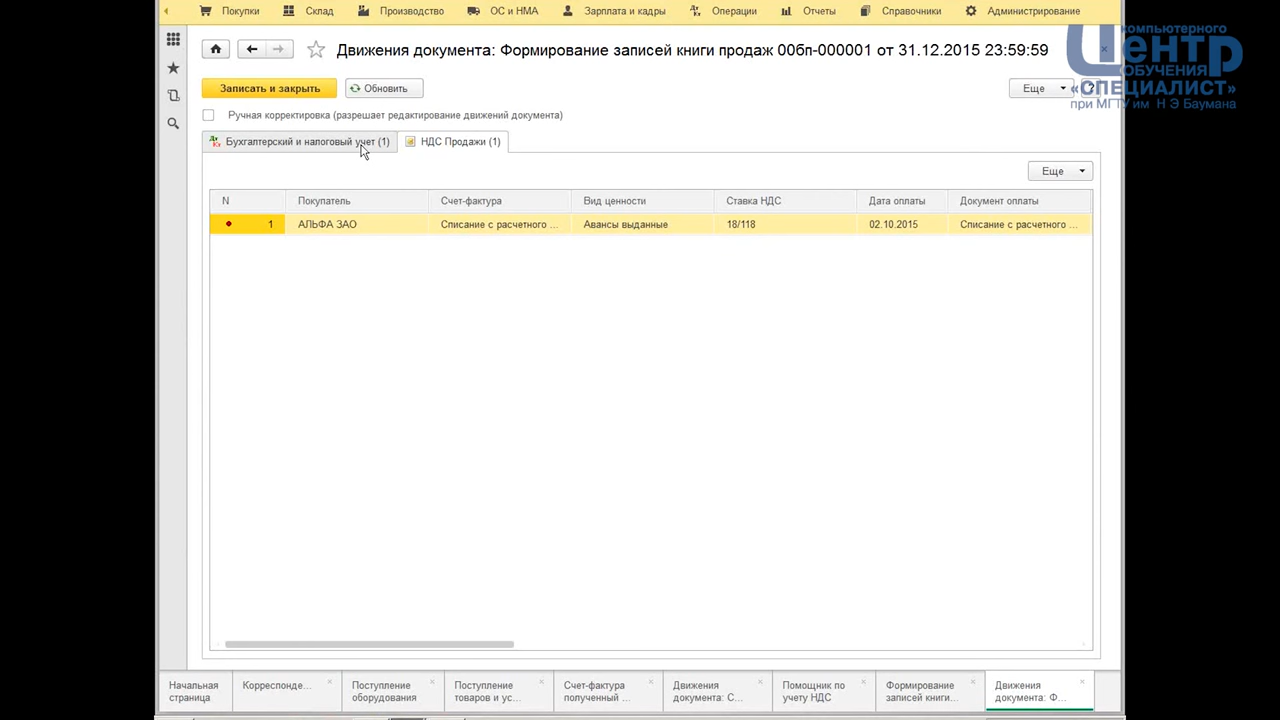 Покупки Склад Производство ОС и НМА Зарплата и кадры Операции Отчеты Справочники Администрирование
Движения документа: Формирование записей книги продаж 00бп-000001 от 31.12.2015 23:59:59
Записать и закрыть Обновить Еще ?
Ручная корректировка (разрешает редактирование движений документа)
Бухгалтерский и налоговый учет (1) НДС Продажи (1)
Еще
N Покупатель Счет-фактура Вид ценности Ставка НДС Дата оплаты Документ оплаты
1 АЛЬФА ЗАО Списание с расчетного ... Авансы выданные 18/118 02.10.2015 Списание с расчетного ...
Начальная страница
Корреспонде...
Поступление оборудования
Поступление товаров и ус...
Счет-фактура полученный ...
Движения документа: С...
Помощник по учету НДС
Формирование записей книги...
Движения документа: Ф...
компьютерного
Центр
ОБУЧЕНИЯ
«СПЕЦИАЛИСТ»
при МГТУ им Н Э Баумана